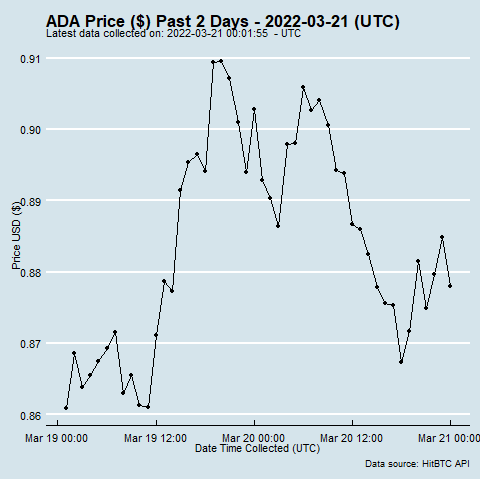 ADA Price ($) Past 2 Days - 2022-03-21 (UTC)
Latest data collected on: 2022-03-21 00:01:55 - UTC
0.91
0.90
0.89
0.88
0.87
0.86
Price USD ($)
Mar 19 00:00 Mar 19 12:00 Mar 20 00:00 Mar 20 12:00 Mar 21 00:00
Date Time Collected (UTC)
Data source: HitBTC API